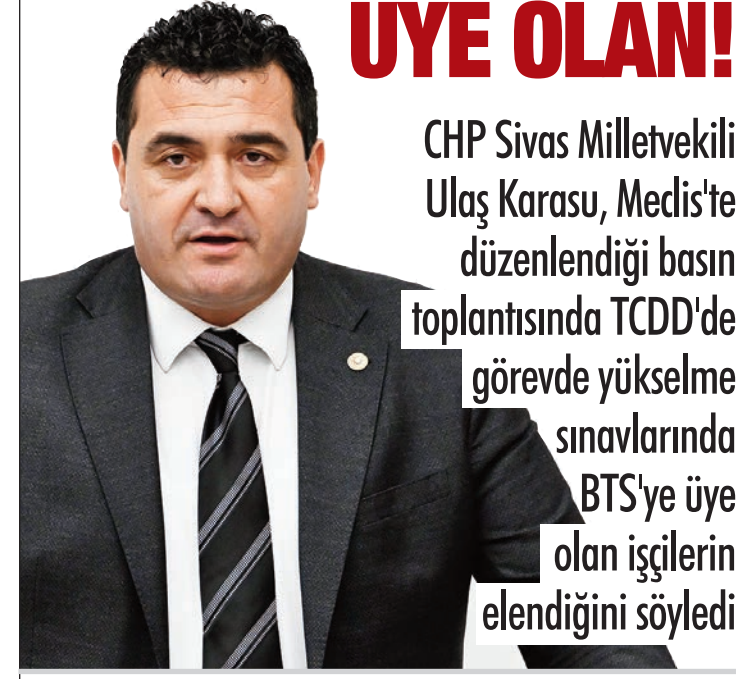 ÜYE OLAN!
CHP Sivas Milletvekili
Ulaş Karasu, Meclis'te
düzenlendiği basın
toplantısında TCDD'de
görevde yükselme
sınavlarında
BTS'ye üye
olan işçilerin
elendiğini söyledi